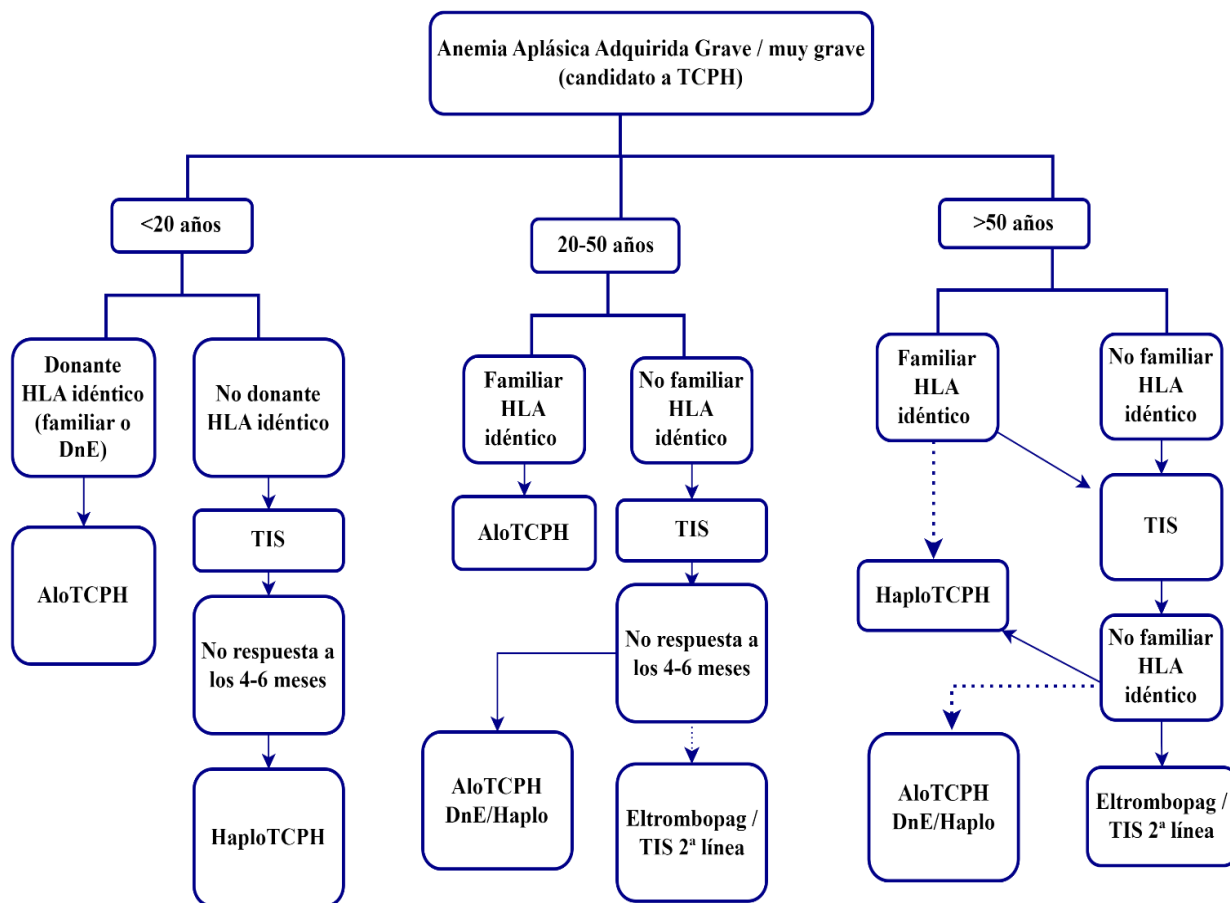 Anemia Aplásica Adquirida Grave / muy grave
(candidato a TCPH)
<20 años
20-50 años
>50 años
Donante
HLA idéntico
(familiar o
DnE)
No donante
HLA idéntico
Familiar
HLA
idéntico
No familiar
HLA
idéntico
Familiar
HLA
idéntico
No familiar
HLA
idéntico
AloTCPH
TIS
AloTCPH
TIS
TIS
No respuesta a
los 4-6 meses
No respuesta a
los 4-6 meses
HaploTCPH
No familiar
HLA
idéntico
HaploTCPH
AloTCPH
DnE/Haplo
Eltrombopag /
TIS 2ª línea
AloTCPH
DnE/Haplo
Eltrombopag /
TIS 2ª línea